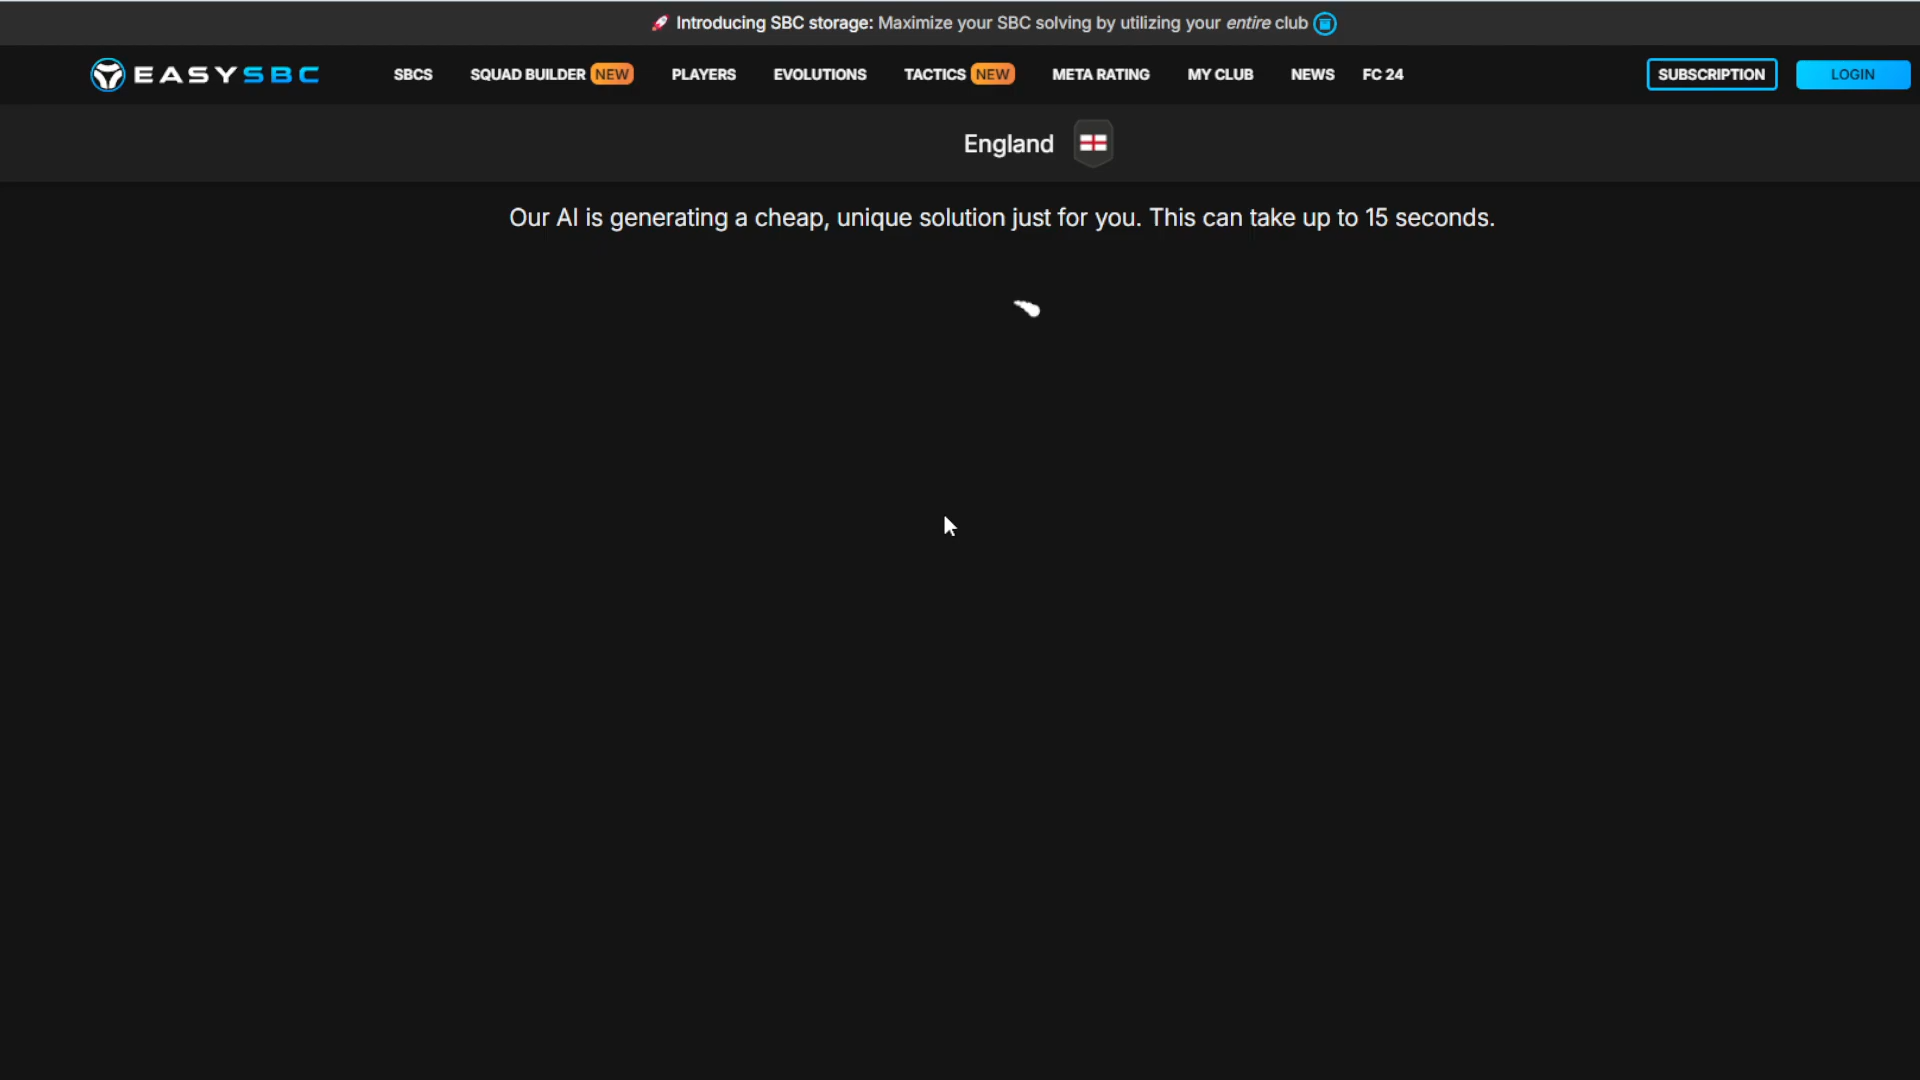 Introducing SBC storage: Maximize your SBC solving by utilizing your entire club
EASYSBC SBCS SQUAD BUILDER NEW PLAYERS EVOLUTIONS TACTICS NEW META RATING MY CLUB NEWS FC 24 SUBSCRIPTION LOGIN
England
Our AI is generating a cheap, unique solution just for you. This can take up to 15 seconds.